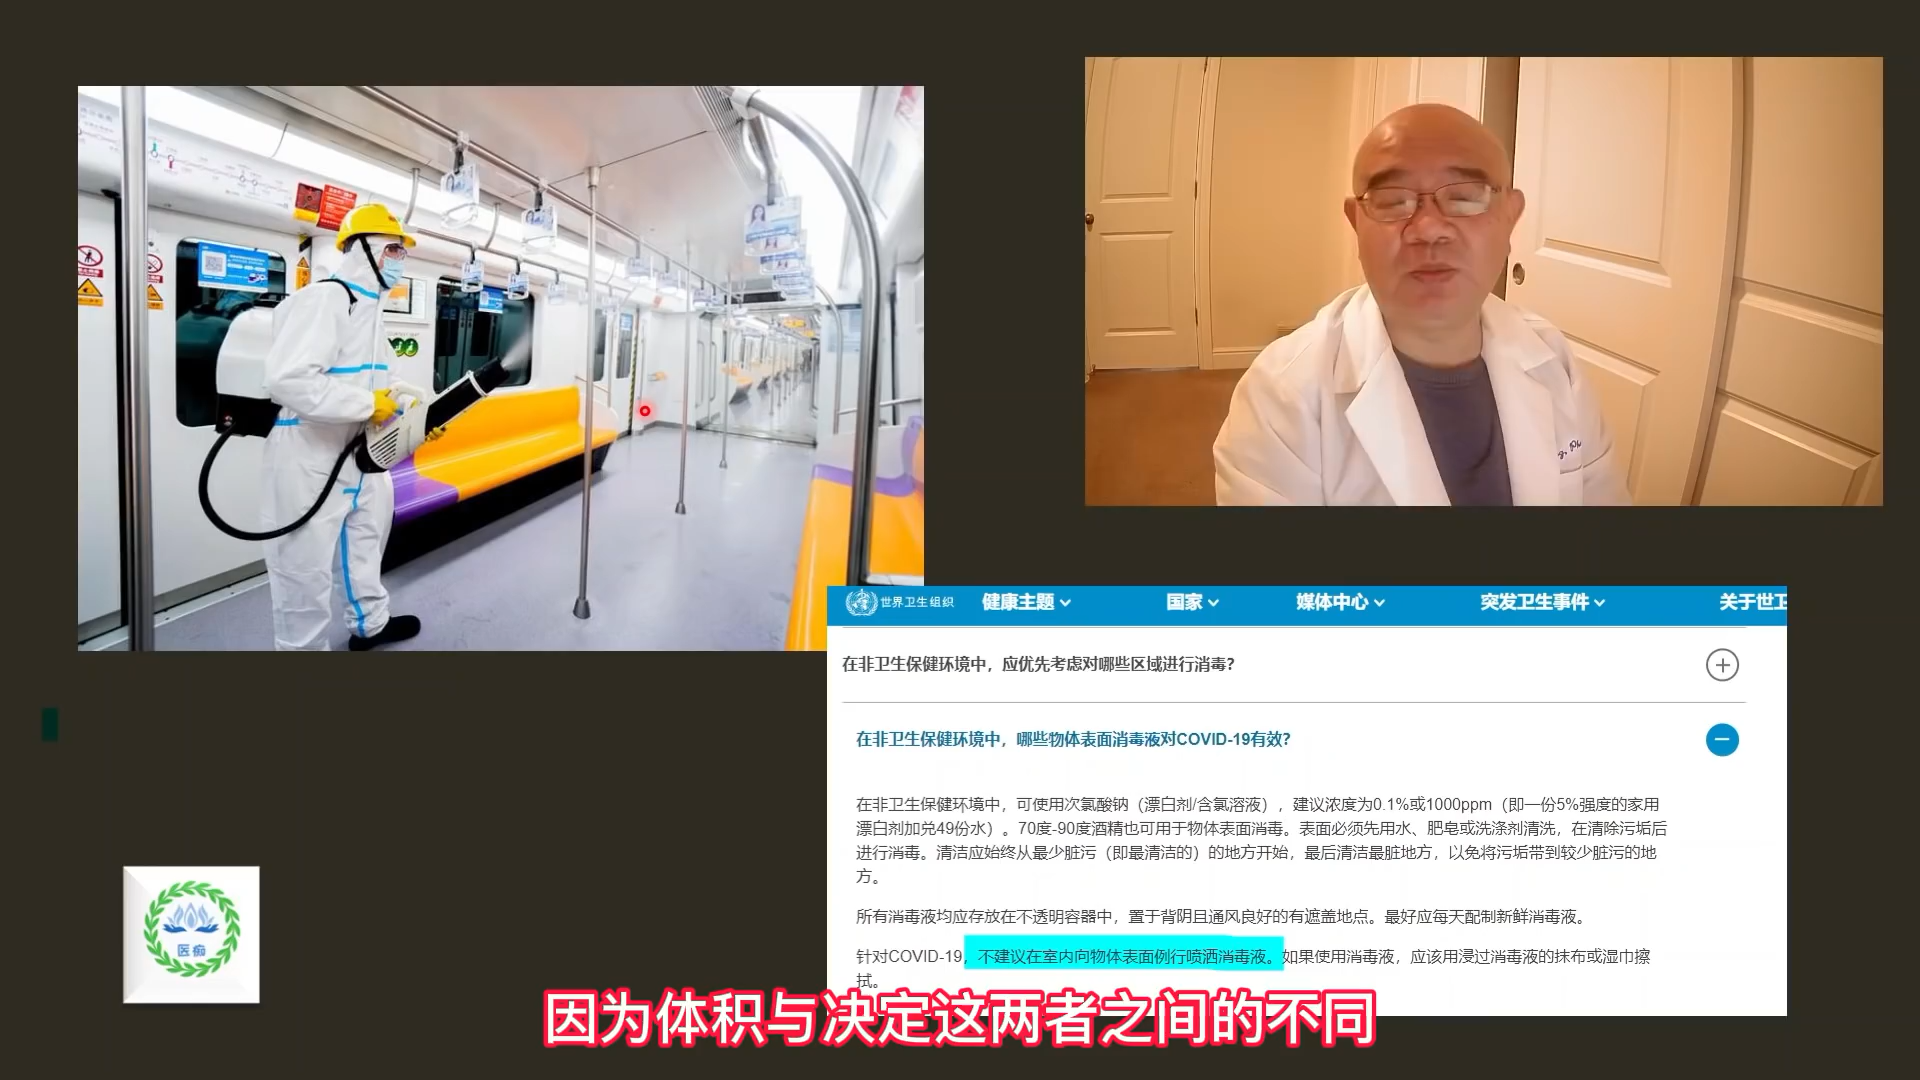 世界卫生组织 健康主题 国家 媒体中心 突发卫生事件 关于世卫
在非卫生保健环境中，应优先考虑对哪些区域进行消毒？
在非卫生保健环境中，哪些物体表面消毒液对COVID-19有效？
在非卫生保健环境中，可使用次氯酸钠（漂白剂/含氯溶液），建议浓度为0.1%或1000ppm（即一份5%强度的家用
漂白剂加兑49份水）。70度-90度酒精也可用于物体表面消毒。表面必须先用水、肥皂或洗涤剂清洗，在清除污垢后
进行消毒。清洁应始终从最少脏污（即最清洁的）的地方开始，最后清洁最脏地方，以免将污垢带到较少脏污的地
方。
所有消毒液均应存放在不透明容器中，置于背阴且通风良好的有遮盖地点。最好应每天配制新鲜消毒液。
针对COVID-19，不建议在室内向物体表面例行喷洒消毒液。如果使用消毒液，应该用浸过消毒液的抹布或湿巾擦
拭。
医痴
因为体积与决定这两者之间的不同